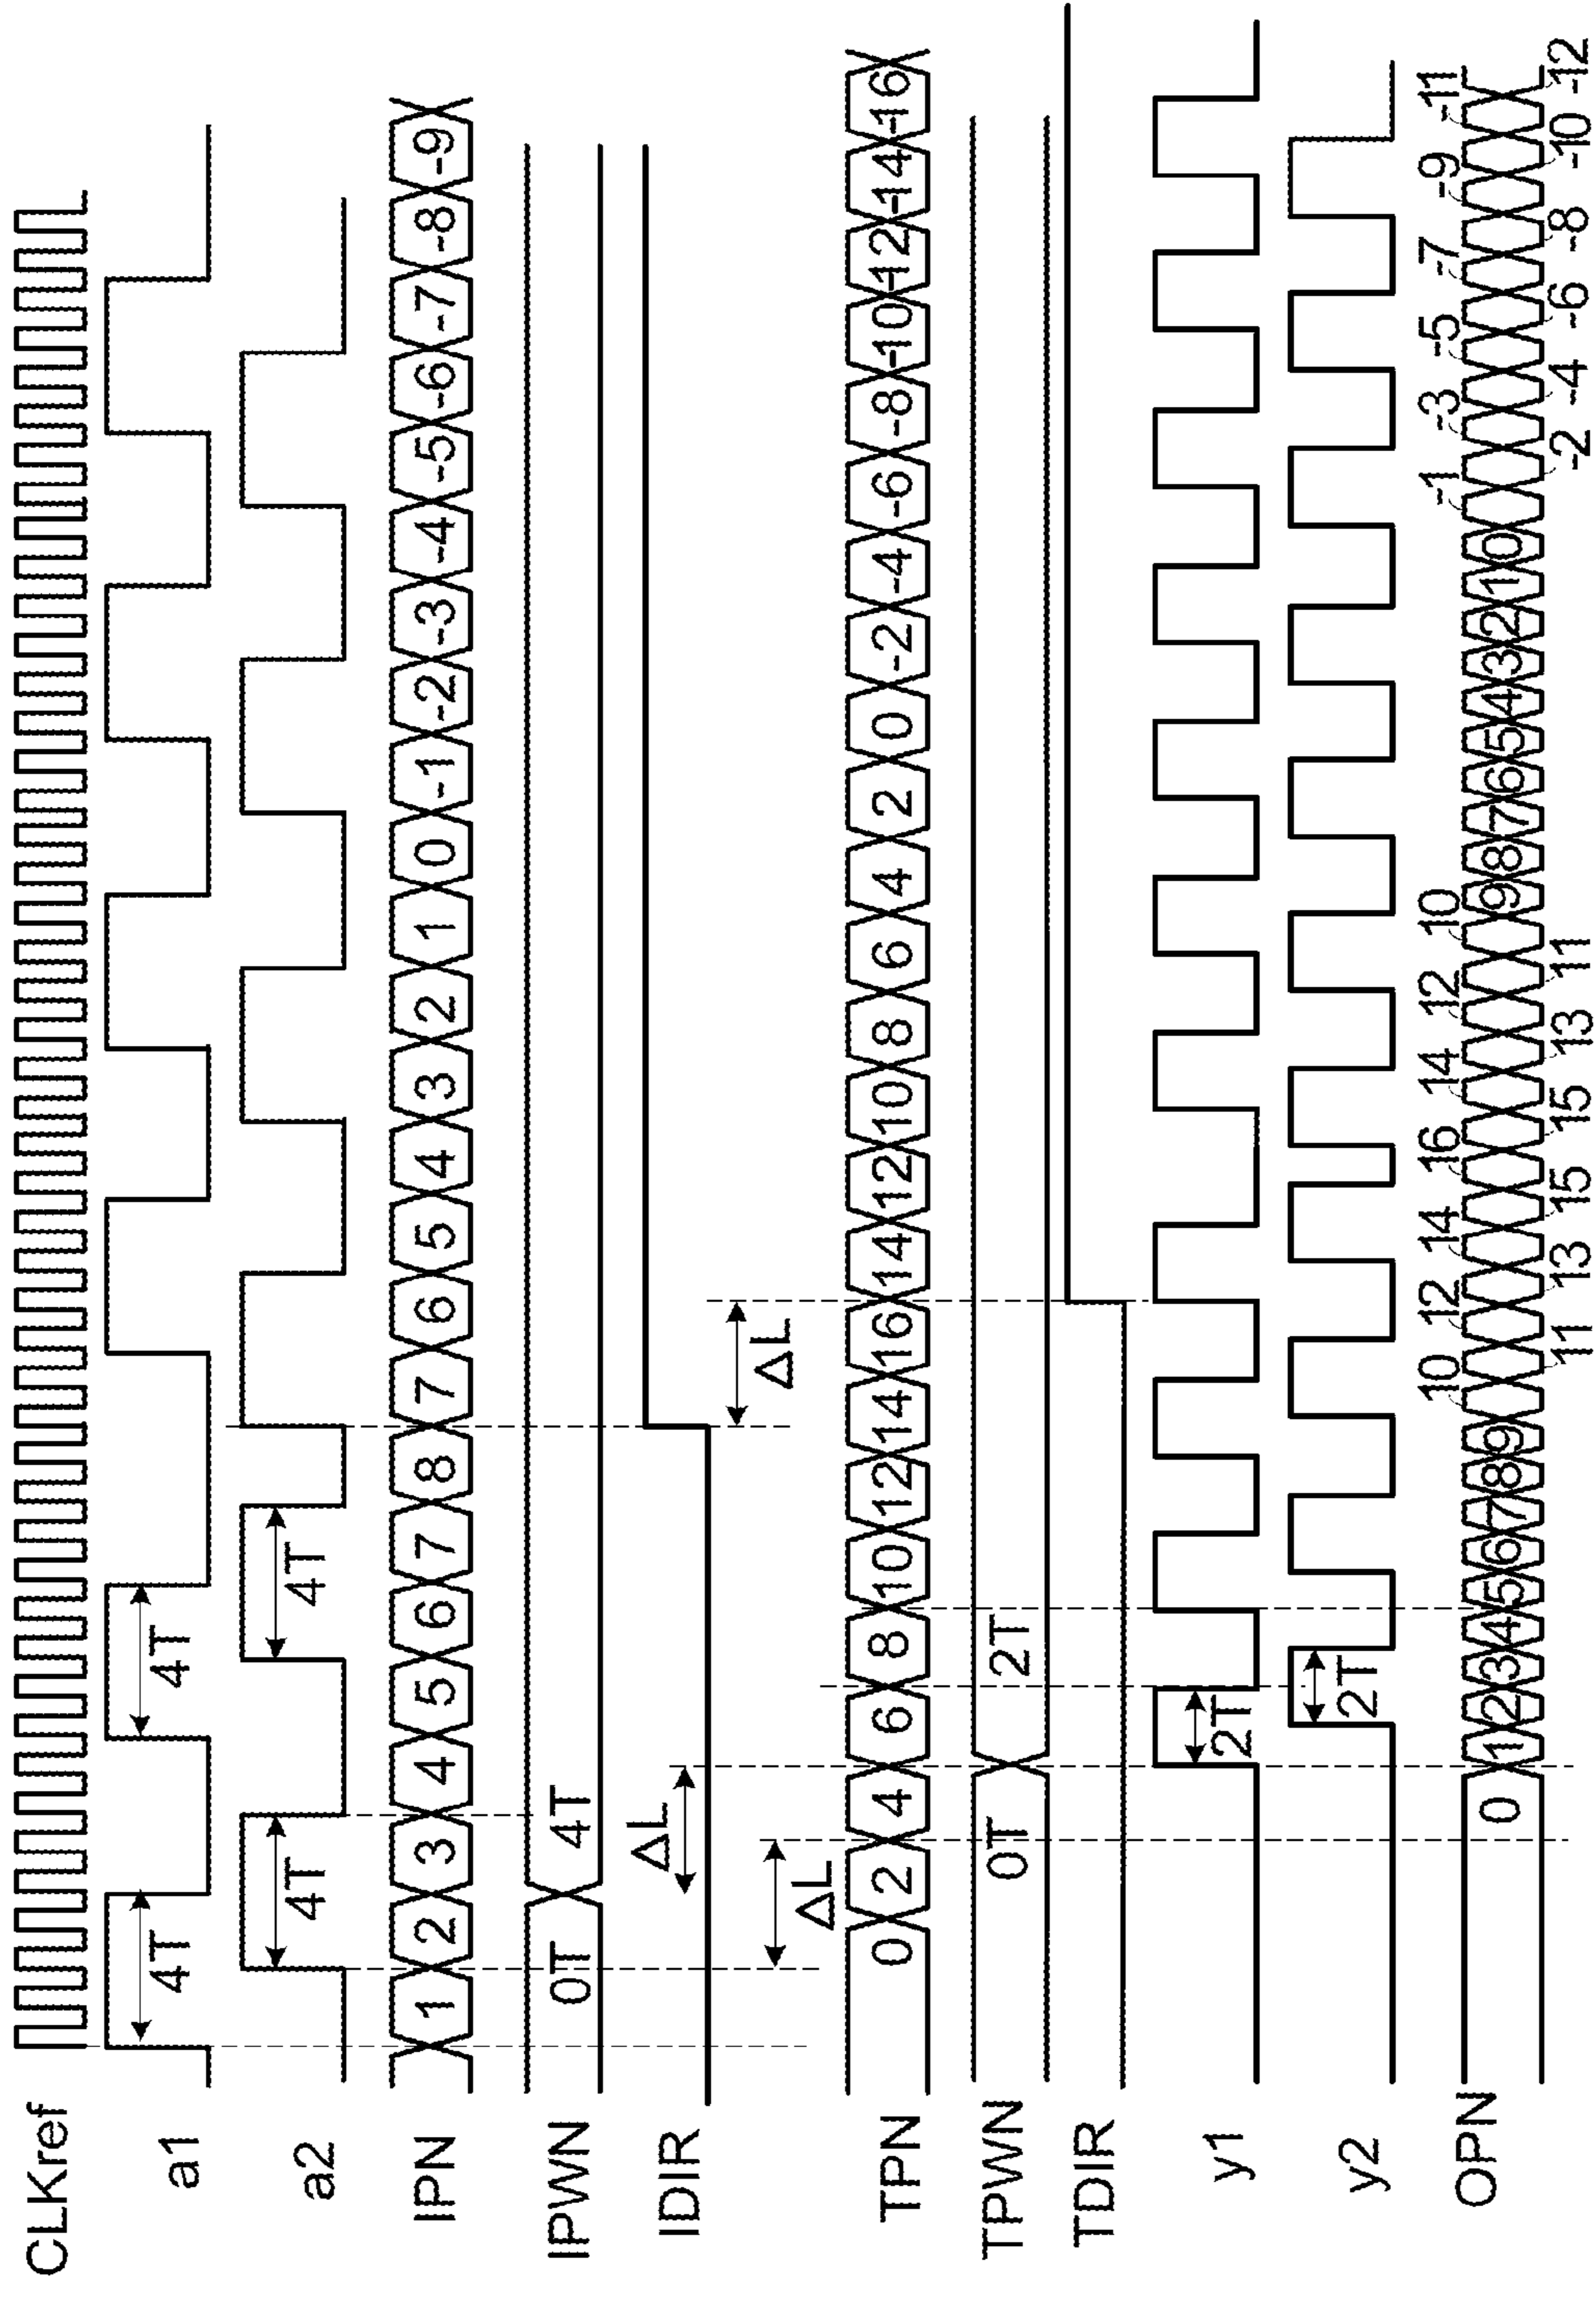 CLKref
a1 4T 4T
a2 4T 4T
IPN 1 2 3 4 5 6 7 8 7 6 5 4 3 2 1 0 -1 -2 -3 -4 -5 -6 -7 -8 -9
IPWN 0T 4T
IDIR
ΔL
ΔL
ΔL
TPN 0 2 4 6 8 10 12 14 16 14 12 10 8 6 4 2 0 -2 -4 -6 -8 -10 -12 -14 -16
TPWN 0T 2T
TDIR
y1 2T
y2 2T
10 12 14 16 14 12 10 -1 -3 -5 -7 -9 -11
OPN 0 1 2 3 4 5 6 7 8 9 9 8 7 6 5 4 3 2 1 0
11 13 15 15 13 11 -2 -4 -6 -8 -10 -12